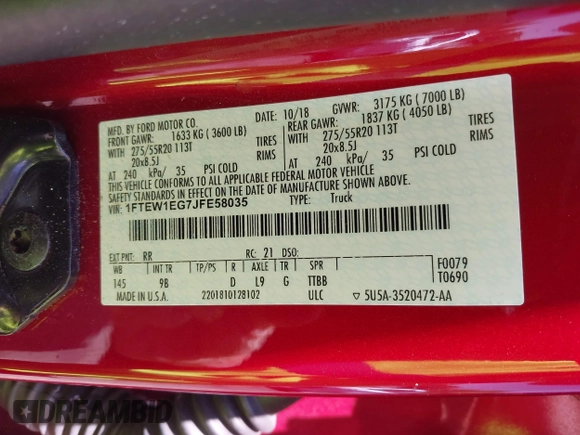 MFD. BY FORD MOTOR CO. DATE: 10/18 GVWR: 3175 KG ( 7000 LB)
FRONT GAWR: 1633 KG ( 3600 LB) REAR GAWR: 1837 KG ( 4050 LB)
WITH 275/55R20 113T TIRES WITH 275/55R20 113T TIRES
20x8.5J RIMS 20x8.5J RIMS
AT 240 kPa/ 35 PSI COLD AT 240 kPa/ 35 PSI COLD
THIS VEHICLE CONFORMS TO ALL APPLICABLE FEDERAL MOTOR VEHICLE
SAFETY STANDARDS IN EFFECT ON THE DATE OF MANUFACTURE SHOWN ABOVE.
VIN: 1FTEW1EG7JFE58035 TYPE: Truck
EXT PNT: RR RC: 21 DSO:
WB INT TR TP/PS R AXLE TR SPR F0079
145 9B D L9 G TTBB T0690
MADE IN U.S.A. 2201810128102 ULC ▽ 5U5A-3520472-AA
DREAMBID